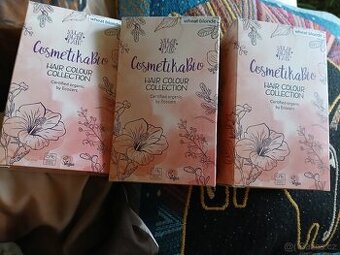 wheat blonde
CosmetikaBio
HAIR COLOUR
COLLECTION
Certified organic
by Ecocert
wheat blonde
CosmetikaBio
HAIR COLOUR
COLLECTION
Certified organic
by Ecocert
wheat blonde
CosmetikaBio
HAIR COLOUR
COLLECTION
Certified organic
by Ecocert